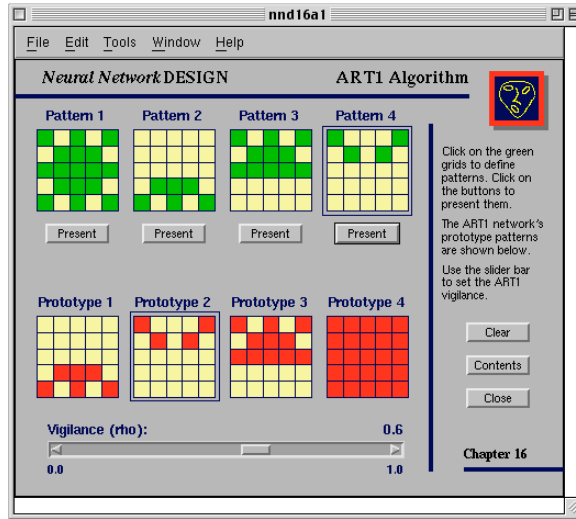 nnd16a1
File Edit Tools Window Help
Neural Network DESIGN
ART1 Algorithm
Pattern 1 Pattern 2 Pattern 3 Pattern 4
Present Present Present Present
Click on the green
grids to define
patterns. Click on
the buttons to
present them.
The ART1 network's
prototype patterns
are shown below.
Use the slider bar
to set the ART1
vigilance.
Prototype 1 Prototype 2 Prototype 3 Prototype 4
Clear
Contents
Close
Vigilance (rho): 0.6
0.0 1.0
Chapter 16